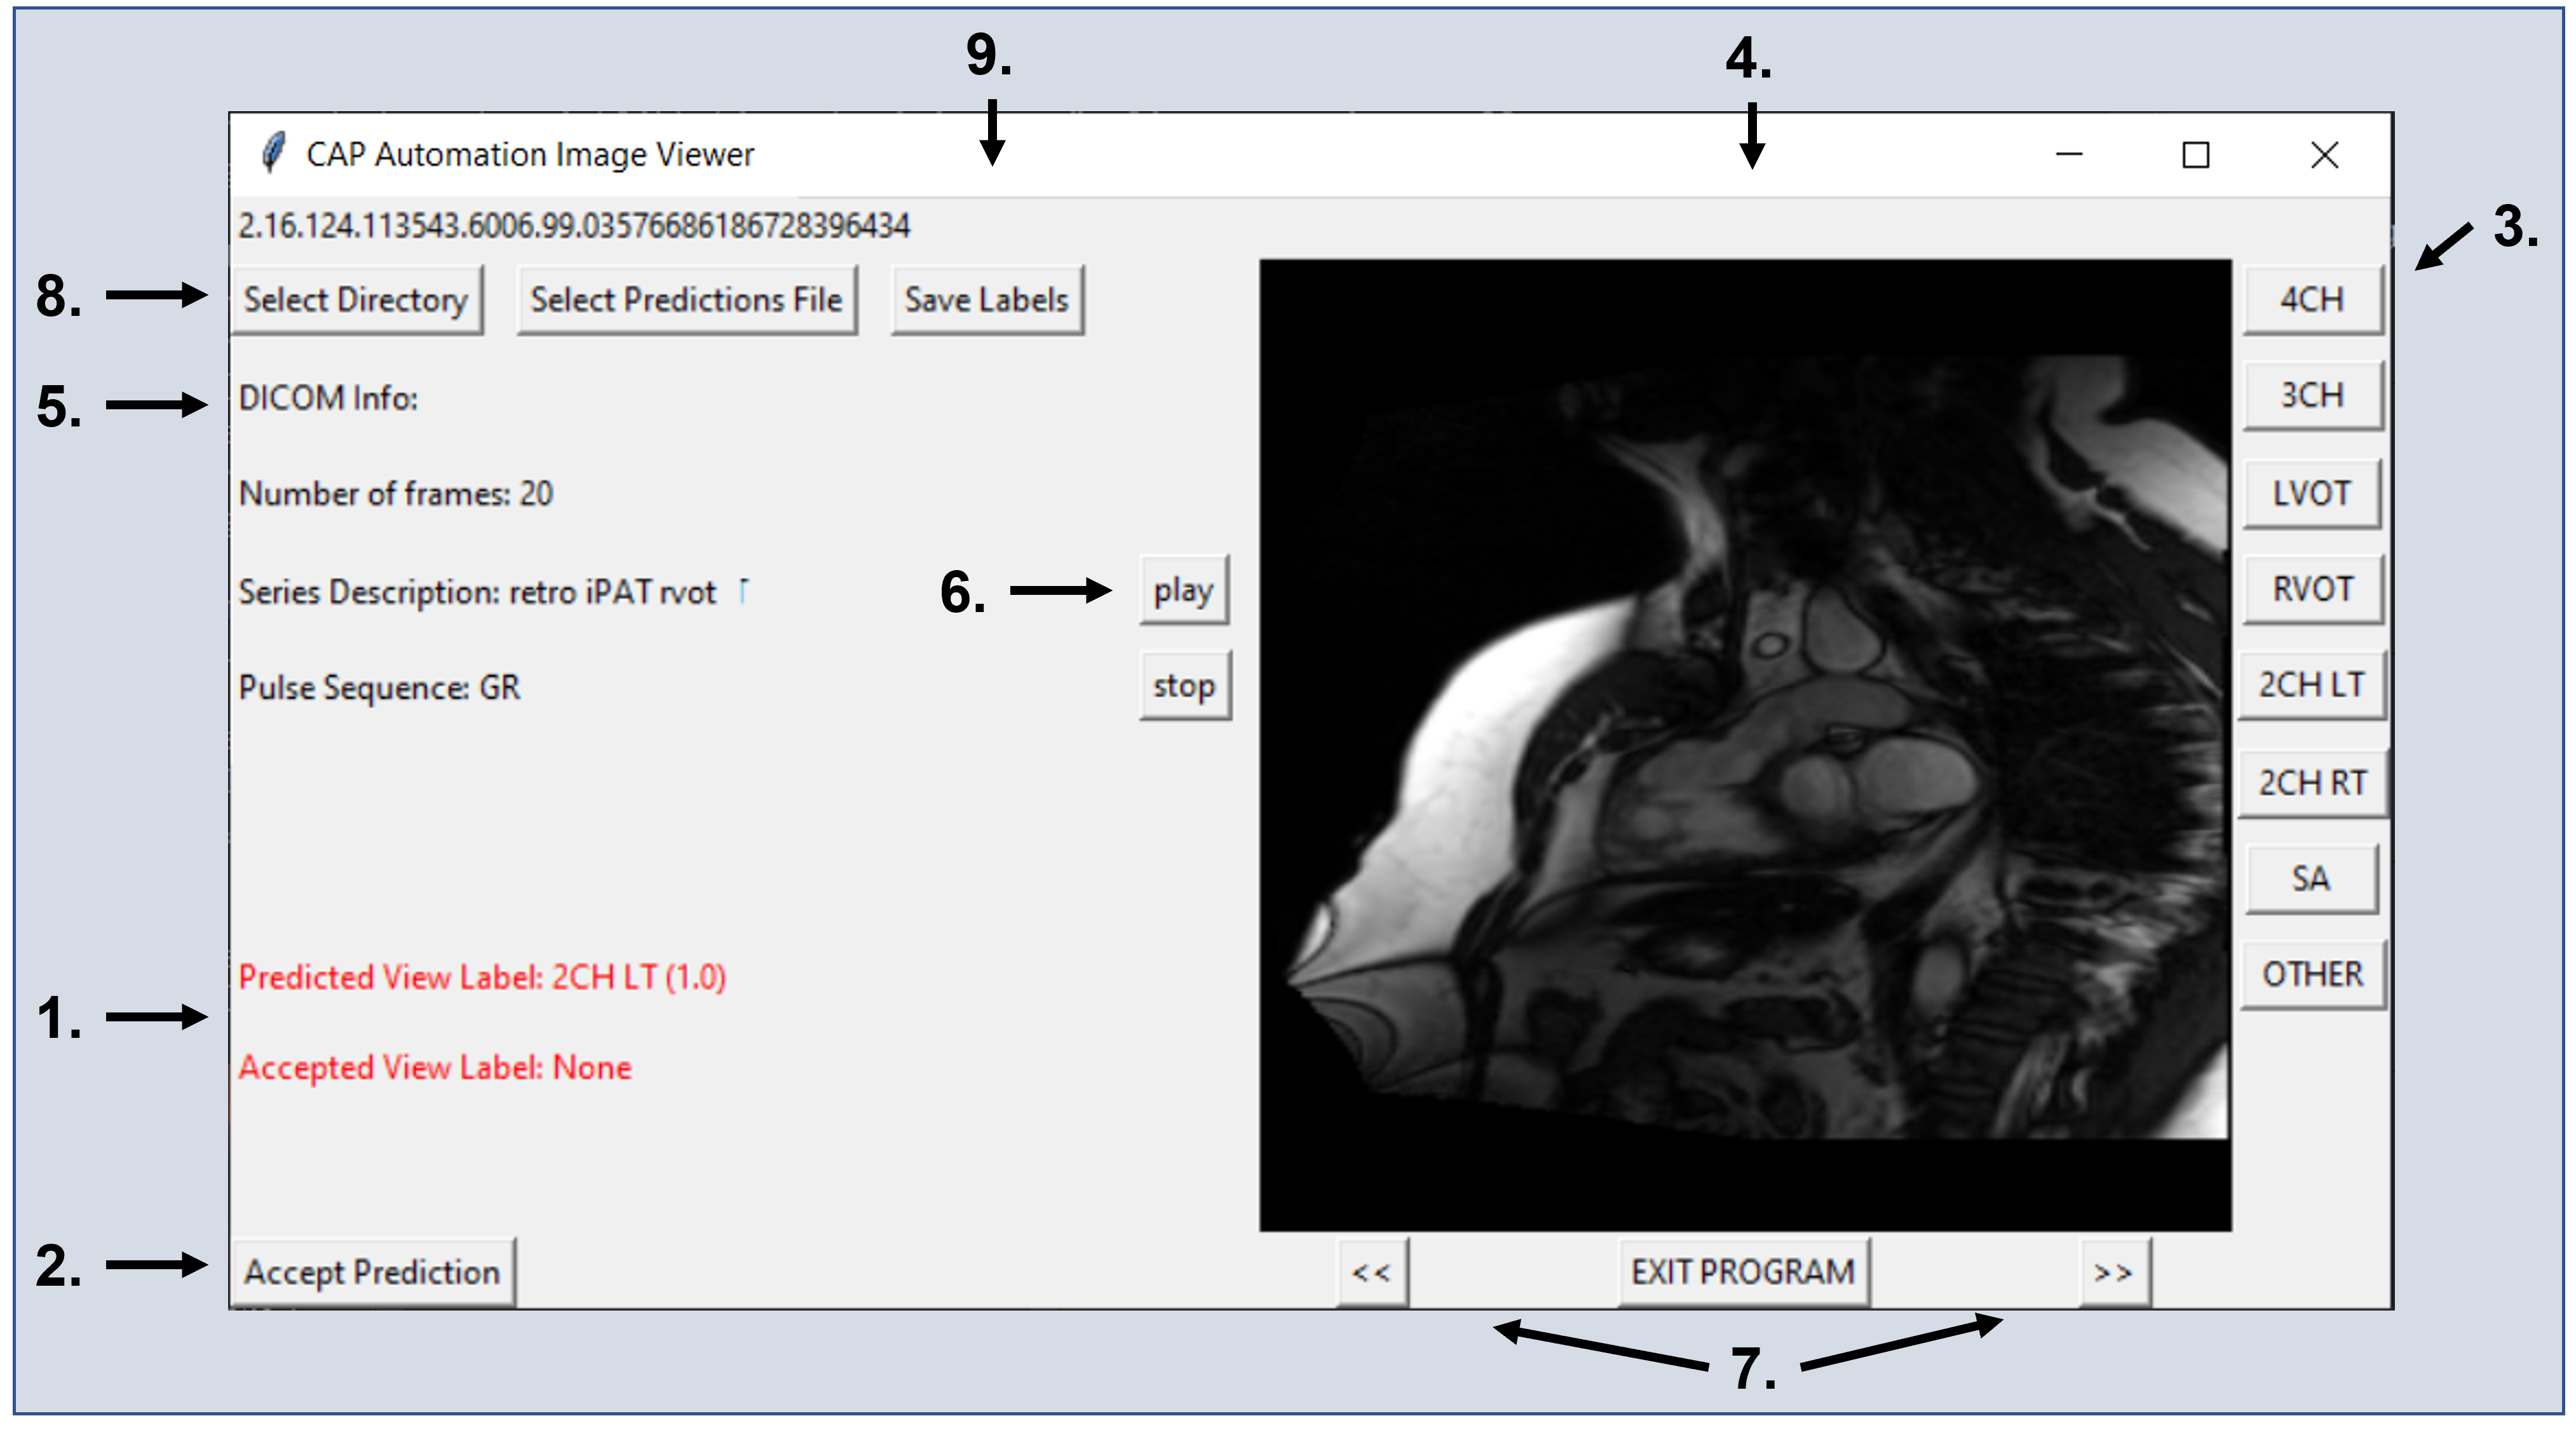 9.
4.
CAP Automation Image Viewer
3.
2.16.124.113543.6006.99.03576686186728396434
8.
Select Directory
Select Predictions File
Save Labels
4CH
5.
DICOM Info:
3CH
Number of frames: 20
LVOT
Series Description: retro iPAT rvot
6.
play
RVOT
Pulse Sequence: GR
stop
2CH LT
2CH RT
SA
Predicted View Label: 2CH LT (1.0)
OTHER
1.
Accepted View Label: None
2.
Accept Prediction
<<
EXIT PROGRAM
>>
7.